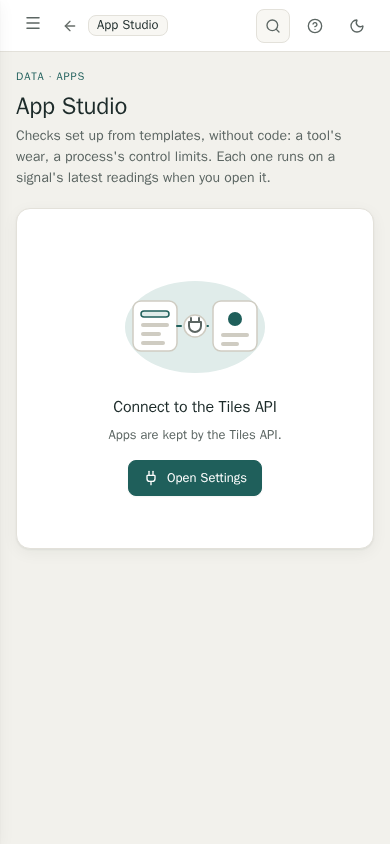 App Studio
DATA · APPS
App Studio
Checks set up from templates, without code: a tool's
wear, a process's control limits. Each one runs on a
signal's latest readings when you open it.
Connect to the Tiles API
Apps are kept by the Tiles API.
Open Settings